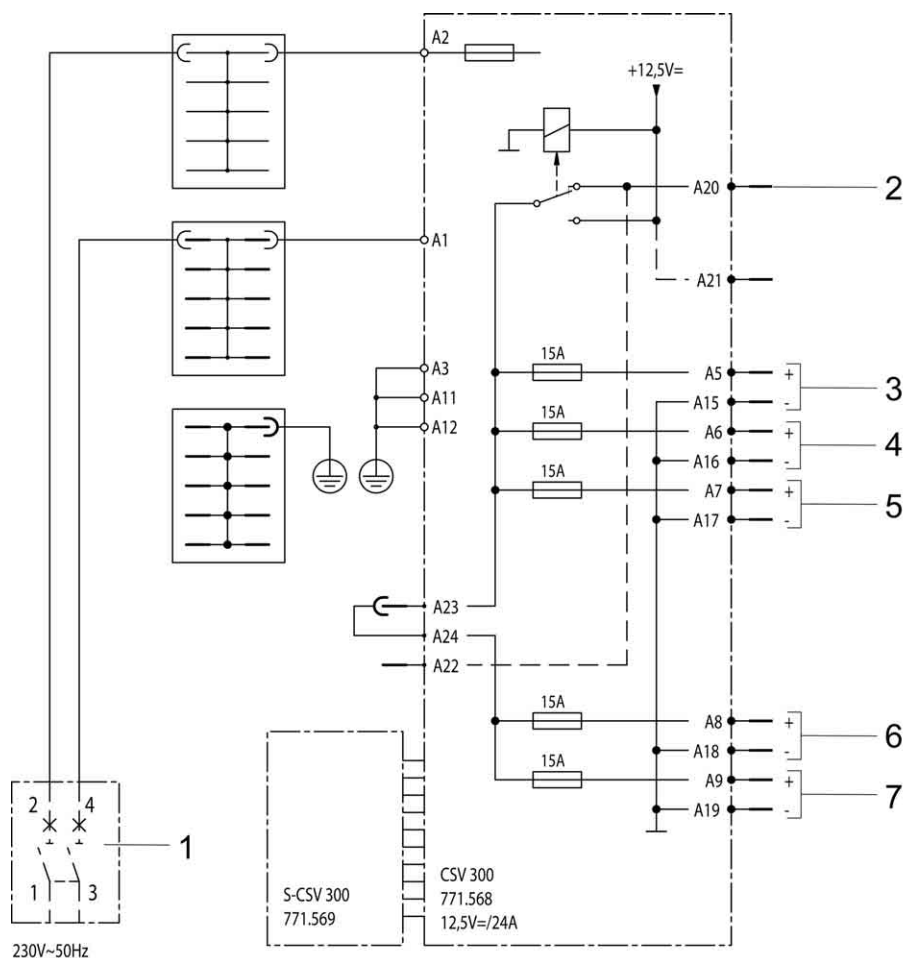 A2
+12,5V=
A20
2
A1
A21
15A
A3
A5
+
3
A11
A15
-
15A
A12
A6
+
4
A16
-
15A
A7
+
5
A17
-
A23
A24
A22
15A
A8
+
6
A18
-
15A
A9
+
7
A19
-
2
4
1
1
3
S-CSV 300
771.569
CSV 300
771.568
12,5V=/24A
230V~50Hz